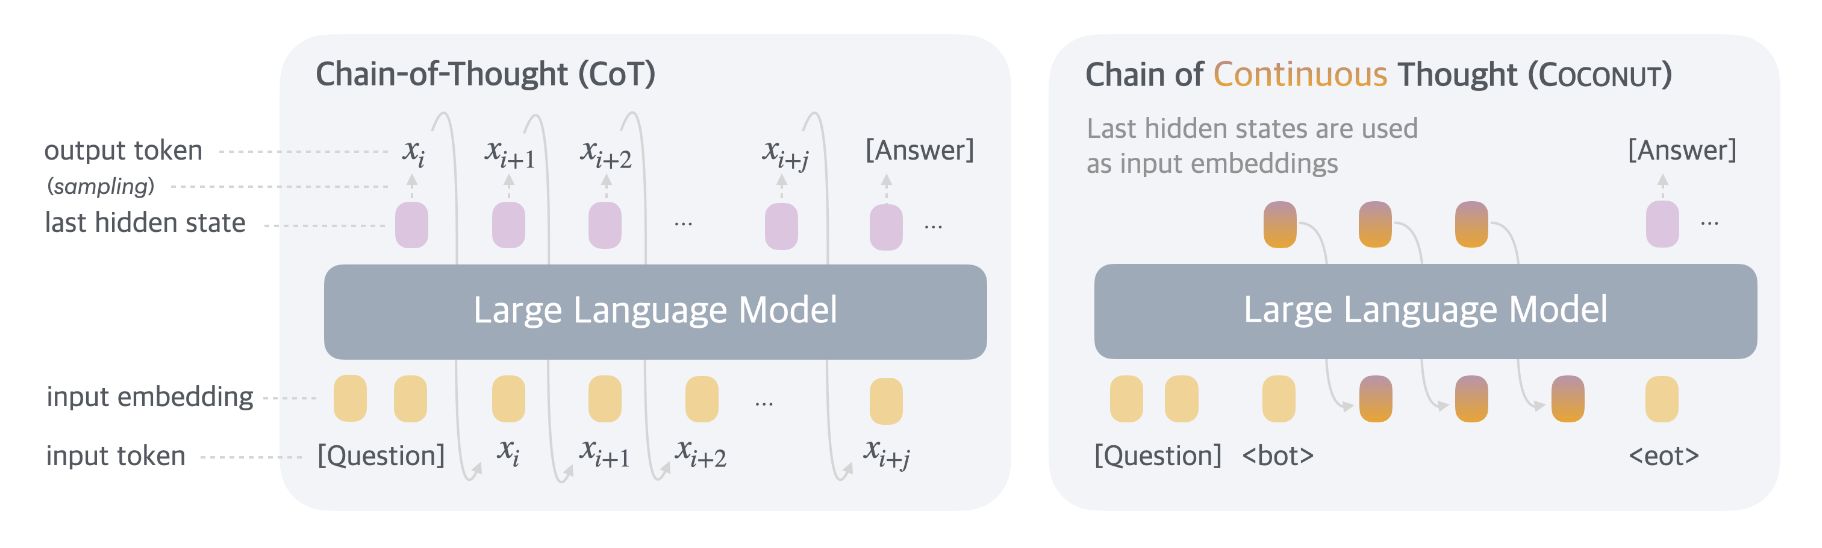 Chain-of-Thought (CoT)
output token
(sampling)
last hidden state
input embedding
input token
x_i x_{i+1} x_{i+2} x_{i+j} [Answer]
... ...
Large Language Model
...
[Question] x_i x_{i+1} x_{i+2} x_{i+j}
Chain of Continuous Thought (COCONUT)
Last hidden states are used
as input embeddings
[Answer]
...
Large Language Model
[Question] <bot> <eot>